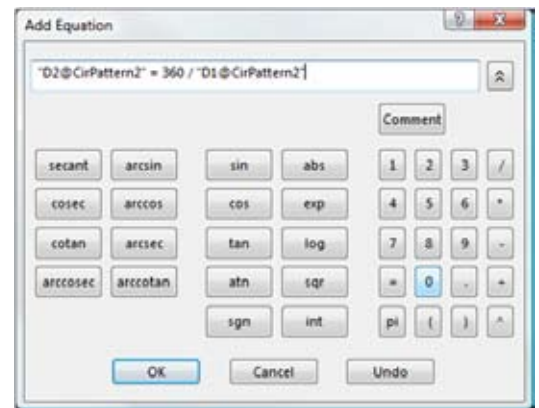 Add Equation
"D2@CirPattern2" = 360 / "D1@CirPattern2"
Comment
secant arcsin sin abs 1 2 3 /
cosec arccos cos exp 4 5 6 *
cotan arcsec tan log 7 8 9 -
arccosec arccotan atn sqr = 0 . +
sgn int pi ( ) ^
OK Cancel Undo